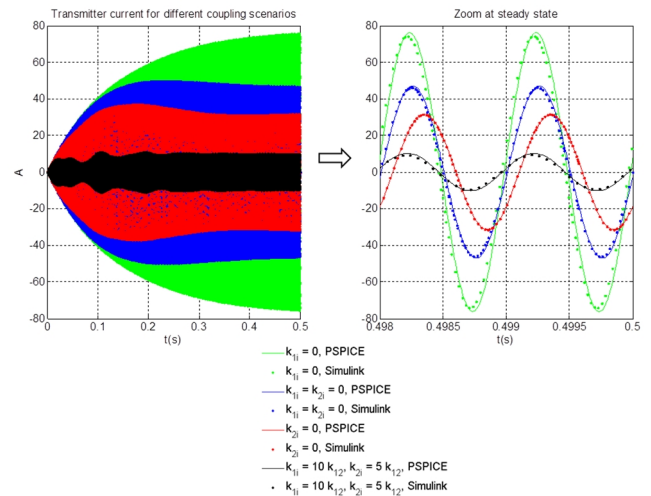 Transmitter current for different coupling scenarios
Zoom at steady state
80
60
40
20
0
-20
-40
-60
-80
A
0
0.1
0.2
0.3
0.4
0.5
t(s)
80
60
40
20
0
-20
-40
-60
-80
0.498
0.4985
0.499
0.4995
0.5
t(s)
k1i = 0, PSPICE
k1i = 0, Simulink
k1i = k2i = 0, PSPICE
k1i = k2i = 0, Simulink
k2i = 0, PSPICE
k2i = 0, Simulink
k1i = 10 k12, k2i = 5 k12, PSPICE
k1i = 10 k12, k2i = 5 k12, Simulink